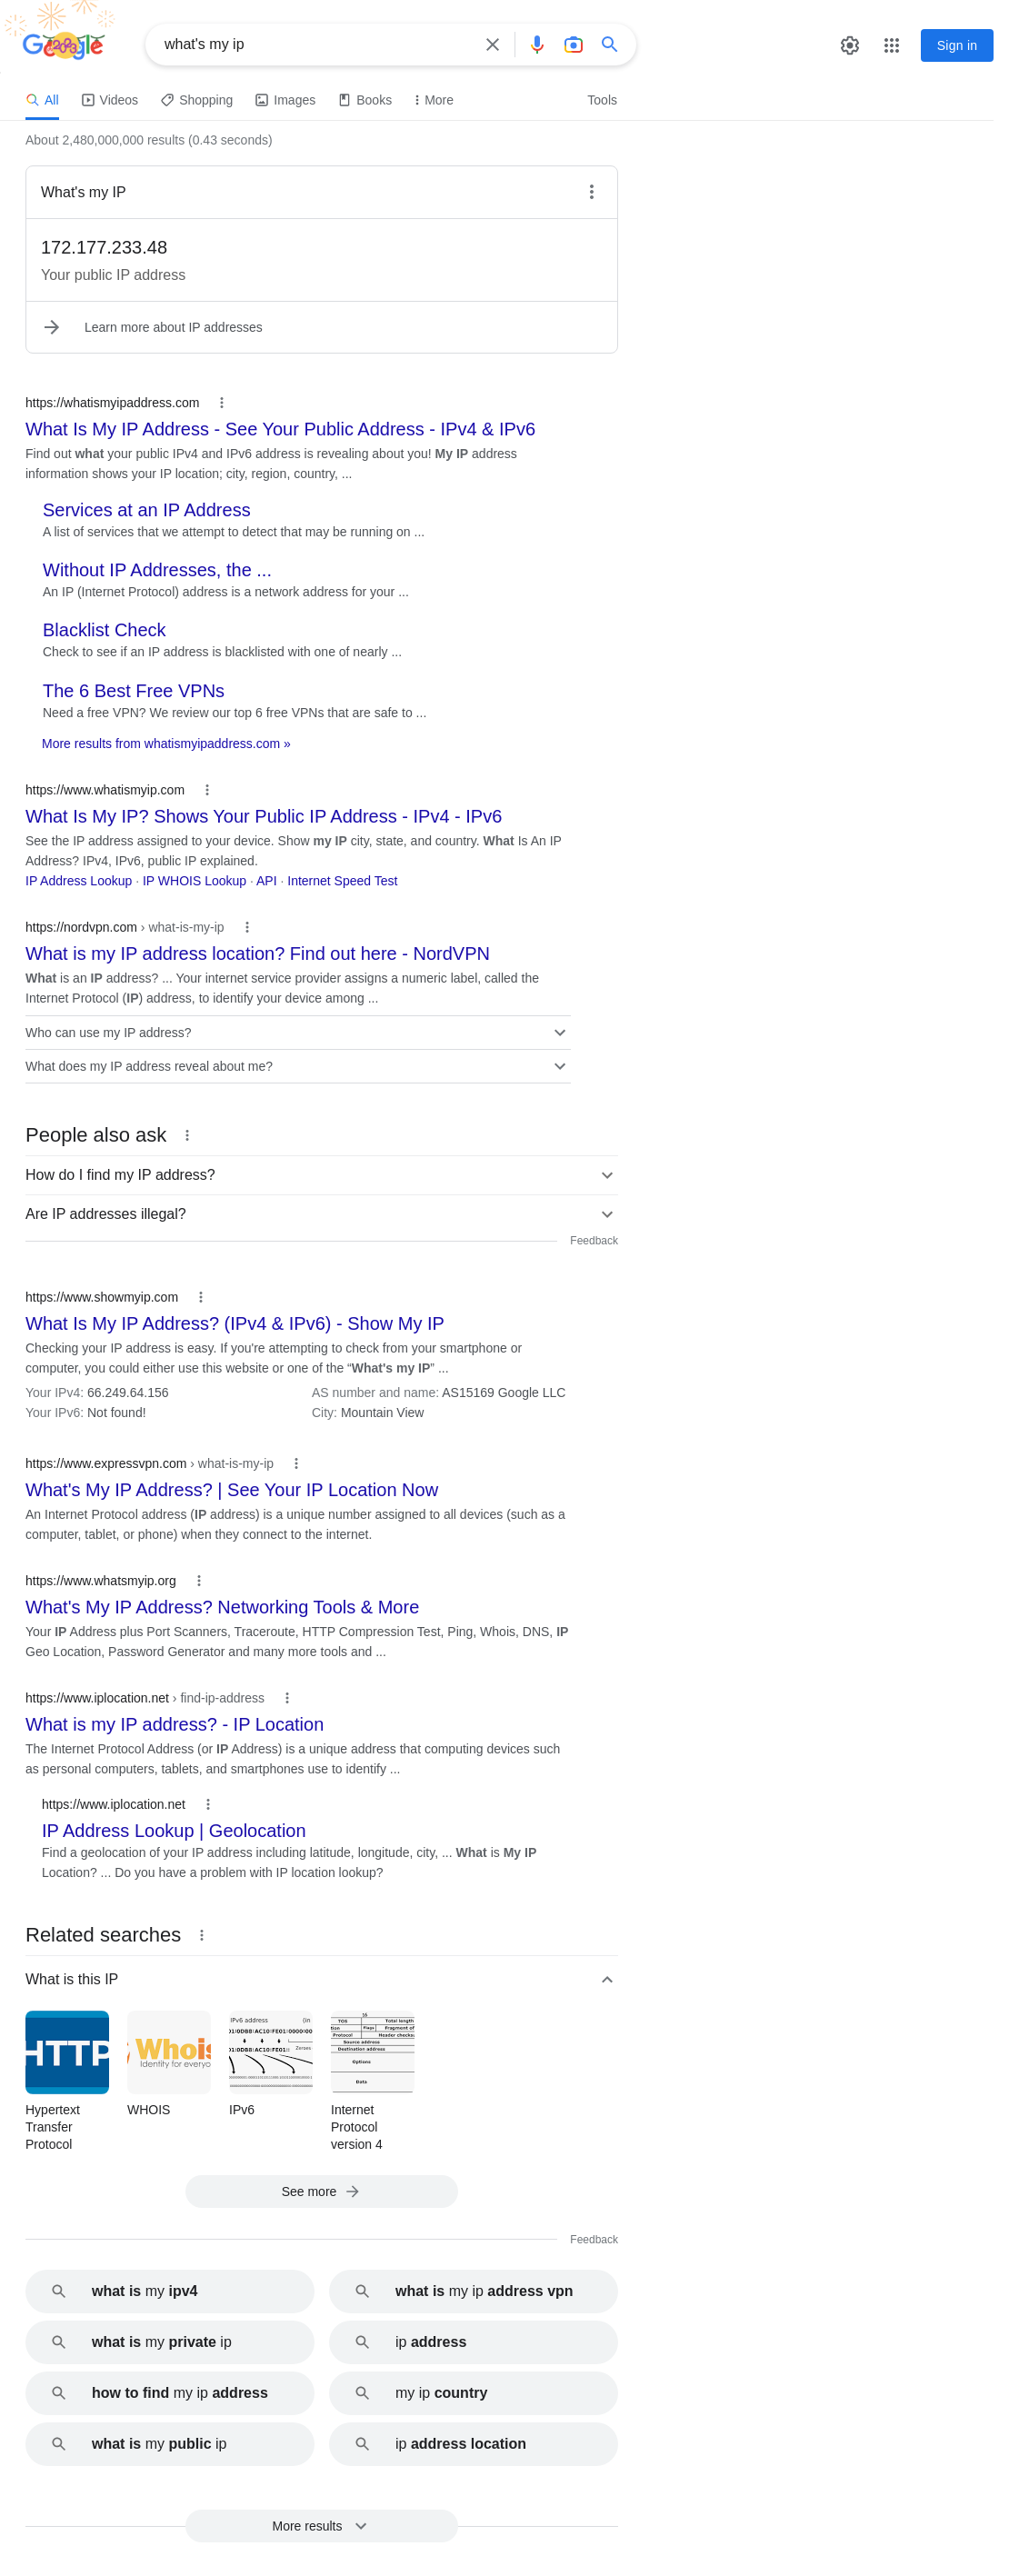 Google
what's my ip
Sign in
All
Videos
Shopping
Images
Books
More
Tools
About 2,480,000,000 results (0.43 seconds)
What's my IP
172.177.233.48
Your public IP address
Learn more about IP addresses
https://whatismyipaddress.com
What Is My IP Address - See Your Public Address - IPv4 & IPv6
Find out what your public IPv4 and IPv6 address is revealing about you! My IP address
information shows your IP location; city, region, country, ...
Services at an IP Address
A list of services that we attempt to detect that may be running on ...
Without IP Addresses, the ...
An IP (Internet Protocol) address is a network address for your ...
Blacklist Check
Check to see if an IP address is blacklisted with one of nearly ...
The 6 Best Free VPNs
Need a free VPN? We review our top 6 free VPNs that are safe to ...
More results from whatismyipaddress.com »
https://www.whatismyip.com
What Is My IP? Shows Your Public IP Address - IPv4 - IPv6
See the IP address assigned to your device. Show my IP city, state, and country. What Is An IP
Address? IPv4, IPv6, public IP explained.
IP Address Lookup · IP WHOIS Lookup · API · Internet Speed Test
https://nordvpn.com › what-is-my-ip
What is my IP address location? Find out here - NordVPN
What is an IP address? ... Your internet service provider assigns a numeric label, called the
Internet Protocol (IP) address, to identify your device among ...
Who can use my IP address?
What does my IP address reveal about me?
People also ask
How do I find my IP address?
Are IP addresses illegal?
Feedback
https://www.showmyip.com
What Is My IP Address? (IPv4 & IPv6) - Show My IP
Checking your IP address is easy. If you're attempting to check from your smartphone or
computer, you could either use this website or one of the “What's my IP” ...
Your IPv4: 66.249.64.156
AS number and name: AS15169 Google LLC
Your IPv6: Not found!
City: Mountain View
https://www.expressvpn.com › what-is-my-ip
What's My IP Address? | See Your IP Location Now
An Internet Protocol address (IP address) is a unique number assigned to all devices (such as a
computer, tablet, or phone) when they connect to the internet.
https://www.whatsmyip.org
What's My IP Address? Networking Tools & More
Your IP Address plus Port Scanners, Traceroute, HTTP Compression Test, Ping, Whois, DNS, IP
Geo Location, Password Generator and many more tools and ...
https://www.iplocation.net › find-ip-address
What is my IP address? - IP Location
The Internet Protocol Address (or IP Address) is a unique address that computing devices such
as personal computers, tablets, and smartphones use to identify ...
https://www.iplocation.net
IP Address Lookup | Geolocation
Find a geolocation of your IP address including latitude, longitude, city, ... What is My IP
Location? ... Do you have a problem with IP location lookup?
Related searches
What is this IP
HTTP
Whois
Identity for everyo
IPv6 address (in
Zeroes
TOS Total length
Flags Fragment of
Protocol Header checksu
Source address
Destination address
Options
Data
Hypertext
Transfer
Protocol
WHOIS
IPv6
Internet
Protocol
version 4
See more
Feedback
what is my ipv4
what is my ip address vpn
what is my private ip
ip address
how to find my ip address
my ip country
what is my public ip
ip address location
More results